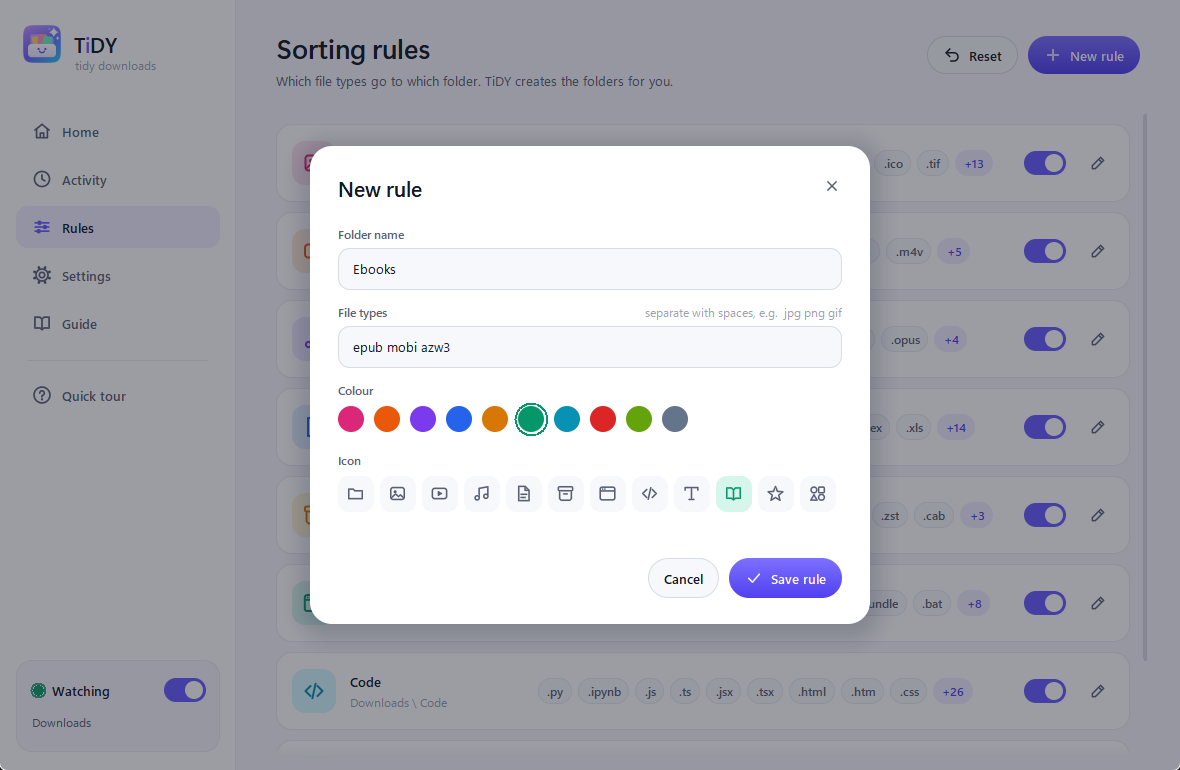 TiDY
tidy downloads
Home
Activity
Rules
Settings
Guide
Quick tour
Watching
Downloads
Sorting rules
Which file types go to which folder. TiDY creates the folders for you.
Reset
New rule
.ico .tif +13
.m4v +5
.opus +4
.xls +14
.zst .cab +3
.bat +8
New rule
Folder name
Ebooks
File types
separate with spaces, e.g. jpg png gif
epub mobi azw3
Colour
Icon
Cancel
Save rule
Code
Downloads \ Code
.py .ipynb .js .ts .jsx .tsx .html .htm .css +26